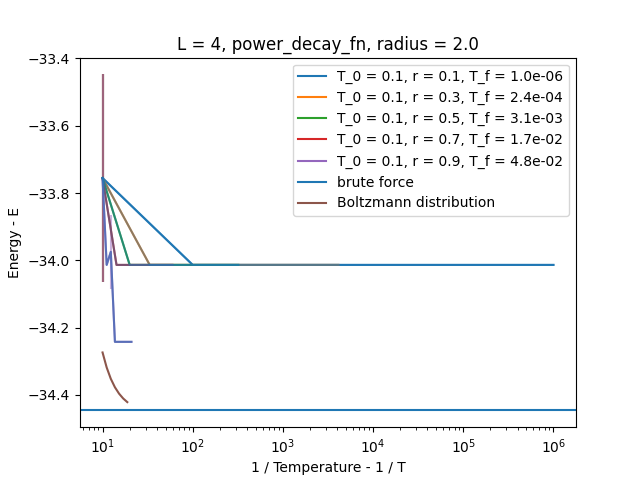 L = 4, power_decay_fn, radius = 2.0
−33.4
−33.6
−33.8
−34.0
−34.2
−34.4
Energy - E
T_0 = 0.1, r = 0.1, T_f = 1.0e-06
T_0 = 0.1, r = 0.3, T_f = 2.4e-04
T_0 = 0.1, r = 0.5, T_f = 3.1e-03
T_0 = 0.1, r = 0.7, T_f = 1.7e-02
T_0 = 0.1, r = 0.9, T_f = 4.8e-02
brute force
Boltzmann distribution
10¹ 10² 10³ 10⁴ 10⁵ 10⁶
1 / Temperature - 1 / T